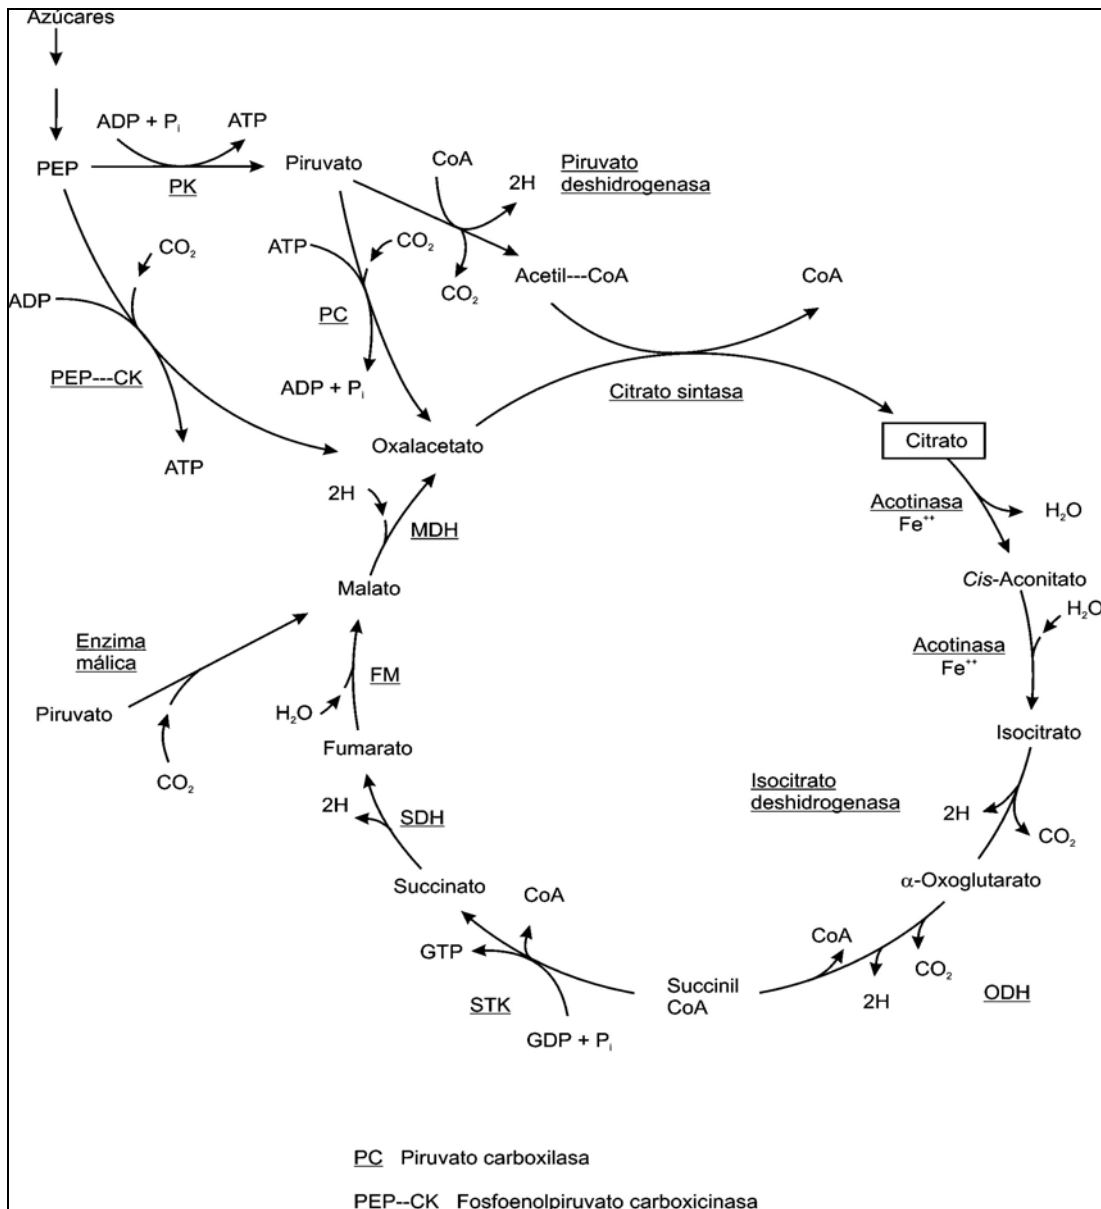 Azúcares
ADP + Pi
ATP
PEP
PK
Piruvato
CoA
2H
Piruvato
deshidrogenasa
CO2
ATP
CO2
CO2
Acetil---CoA
CoA
ADP
PC
PEP---CK
ADP + Pi
Citrato sintasa
ATP
Oxalacetato
Citrato
2H
MDH
Acotinasa
Fe++
H2O
Malato
Cis-Aconitato
H2O
Enzima
málica
FM
Acotinasa
Fe++
Piruvato
H2O
Fumarato
Isocitrato
CO2
2H
SDH
Isocitrato
deshidrogenasa
2H
CO2
Succinato
CoA
α-Oxoglutarato
GTP
CoA
CO2
STK
Succinil
CoA
2H
ODH
GDP + Pi
PC Piruvato carboxilasa
PEP--CK Fosfoenolpiruvato carboxicinasa